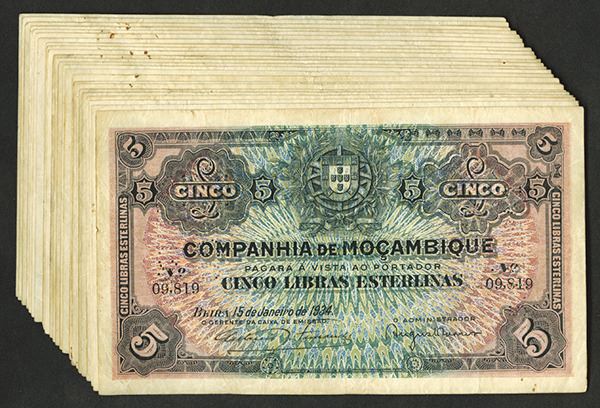 5 5
5 CINCO 5 5 CINCO 5
COMPANHIA DE MOÇAMBIQUE
PAGARÁ Á VISTA AO PORTADOR
Nº Nº
CINCO LIBRAS ESTERLINAS
09,819 09,819
BEIRA, 15 de Janeiro de 1934.
O GERENTE DA CAIXA DE EMISSÃO. O ADMINISTRADOR
5 5
CINCO LIBRAS ESTERLINAS
CINCO LIBRAS ESTERLINAS